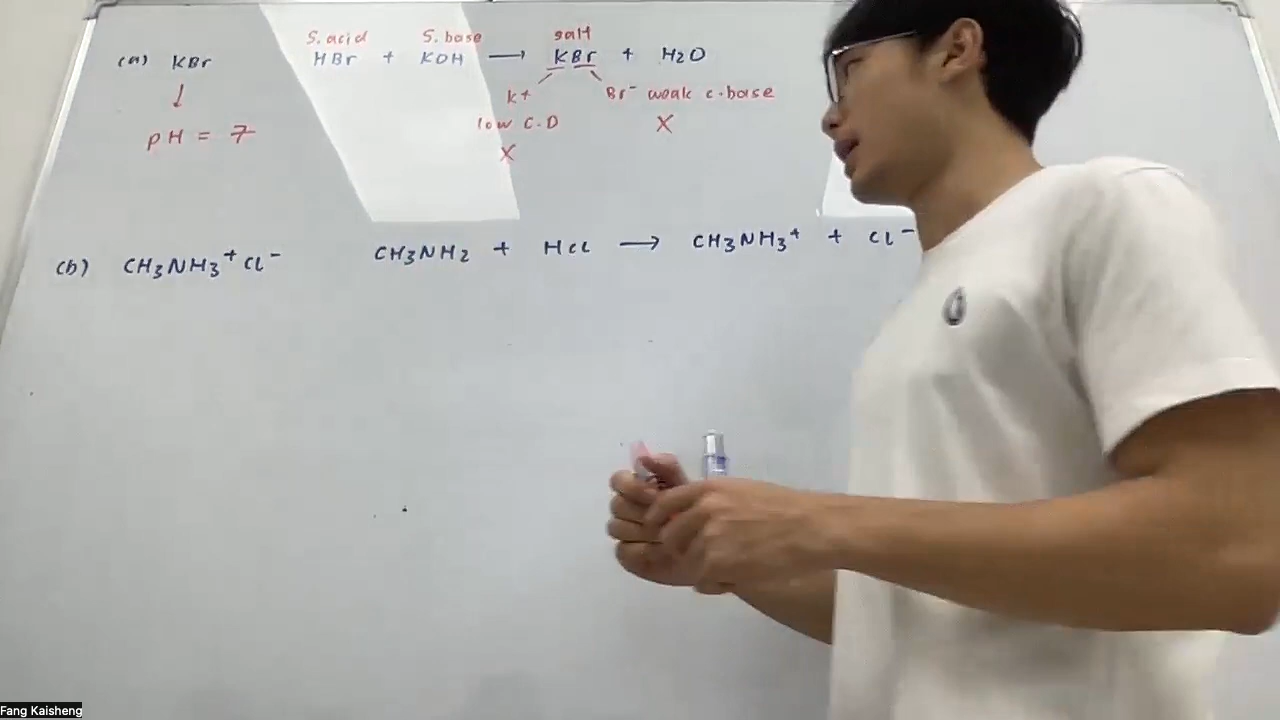 S. acid S. base salt
(a) KBr HBr + KOH ⟶ KBr + H2O
↓ K+ Br⁻ weak c.base
pH = 7 low C.D X
X
(b) CH3NH3⁺Cl⁻ CH3NH2 + HCl ⟶ CH3NH3⁺ + Cl⁻
Fang Kaisheng